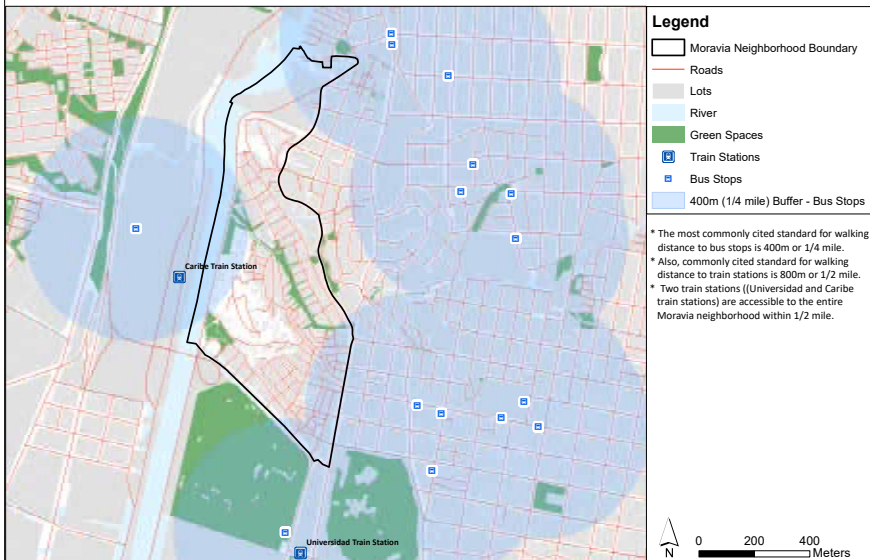 Legend
Moravia Neighborhood Boundary
Roads
Lots
River
Green Spaces
Train Stations
Bus Stops
400m (1/4 mile) Buffer - Bus Stops
* The most commonly cited standard for walking
distance to bus stops is 400m or 1/4 mile.
* Also, commonly cited standard for walking
distance to train stations is 800m or 1/2 mile.
* Two train stations ((Universidad and Caribe
train stations) are accessible to the entire
Moravia neighborhood within 1/2 mile.
Caribe Train Station
Universidad Train Station
N
0 200 400
Meters